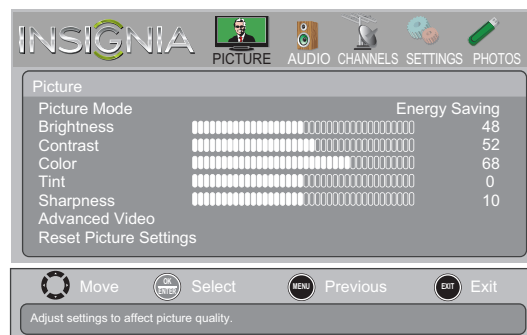 INSIGNIA
PICTURE AUDIO CHANNELS SETTINGS PHOTOS
Picture
Picture Mode Energy Saving
Brightness 48
Contrast 52
Color 68
Tint 0
Sharpness 10
Advanced Video
Reset Picture Settings
Move OK ENTER Select MENU Previous EXIT Exit
Adjust settings to affect picture quality.